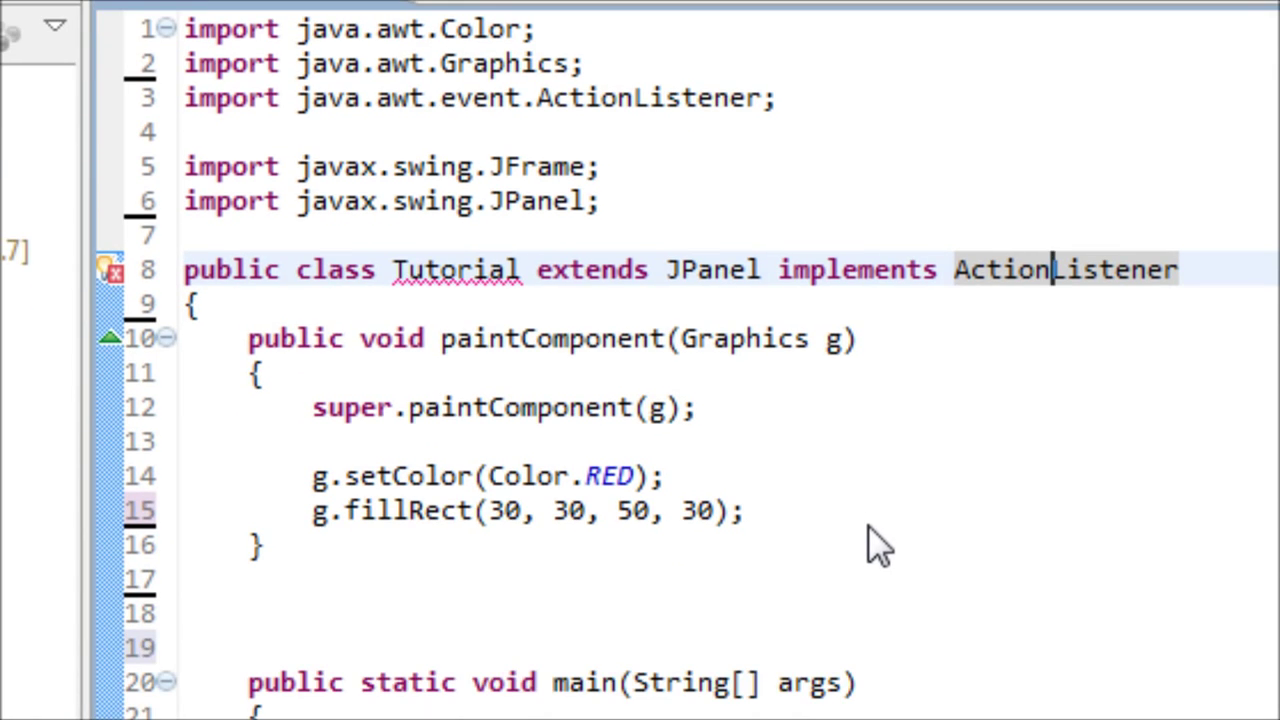 1 import java.awt.Color;
2 import java.awt.Graphics;
3 import java.awt.event.ActionListener;
4
5 import javax.swing.JFrame;
6 import javax.swing.JPanel;
7
.7]
8 public class Tutorial extends JPanel implements ActionListener
9 {
10 public void paintComponent(Graphics g)
11 {
12 super.paintComponent(g);
13
14 g.setColor(Color.RED);
15 g.fillRect(30, 30, 50, 30);
16 }
17
18
19
20 public static void main(String[] args)
21 {